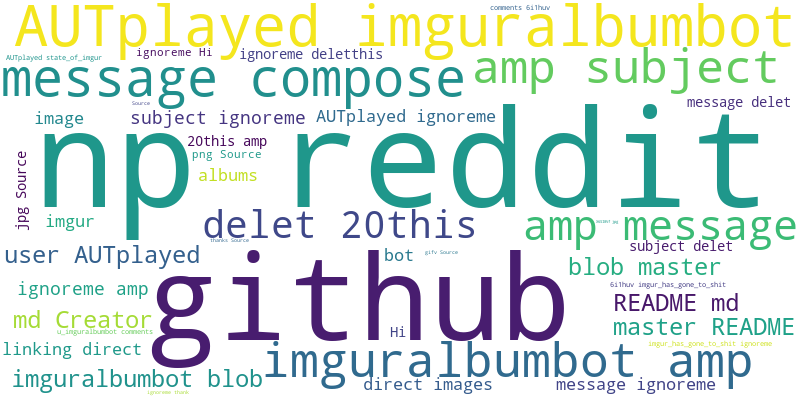 AUTplayed imguralbumbot
comments 6i1huv
AUTplayed state_of_imgur
ignoreme Hi
ignoreme deletthis
message compose
amp subject
Source
message delet
image
subject ignoreme
AUTplayed ignoreme
np reddit
20this amp
png Source
jpg Source
albums
imgur
delet 20this
amp message
thanks Source
user AUTplayed
bot
gifv Source
subject delet
blob master
github
ignoreme amp
6i1huv imgur_has_gone_to_shit
README md
md Creator
u_imguralbumbot comments
Hi
master README
linking direct
imguralbumbot amp
imgur_has_gone_to_shit ignoreme
imguralbumbot blob
direct images
message ignoreme
ignoreme thank